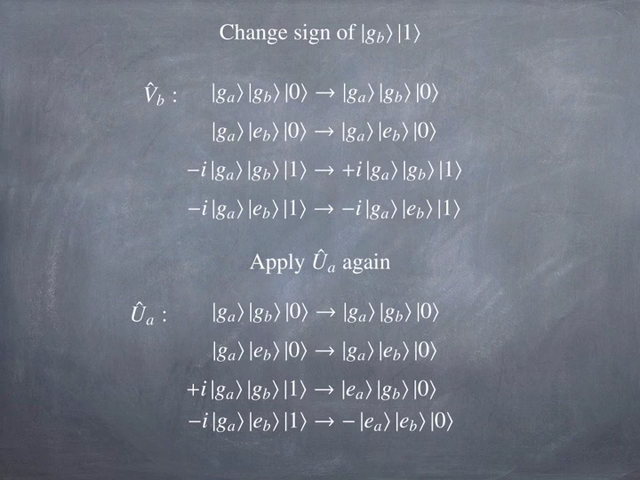 Change sign of |g_b⟩|1⟩
V̂_b : |g_a⟩|g_b⟩|0⟩ → |g_a⟩|g_b⟩|0⟩
|g_a⟩|e_b⟩|0⟩ → |g_a⟩|e_b⟩|0⟩
−i|g_a⟩|g_b⟩|1⟩ → +i|g_a⟩|g_b⟩|1⟩
−i|g_a⟩|e_b⟩|1⟩ → −i|g_a⟩|e_b⟩|1⟩
Apply Û_a again
Û_a : |g_a⟩|g_b⟩|0⟩ → |g_a⟩|g_b⟩|0⟩
|g_a⟩|e_b⟩|0⟩ → |g_a⟩|e_b⟩|0⟩
+i|g_a⟩|g_b⟩|1⟩ → |e_a⟩|g_b⟩|0⟩
−i|g_a⟩|e_b⟩|1⟩ → −|e_a⟩|e_b⟩|0⟩